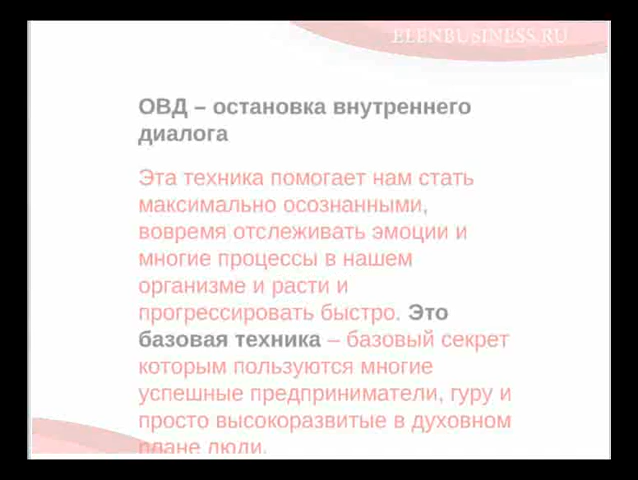 ELENBUSINESS.RU
ОВД – остановка внутреннего
диалога
Эта техника помогает нам стать
максимально осознанными,
вовремя отслеживать эмоции и
многие процессы в нашем
организме и расти и
прогрессировать быстро. Это
базовая техника – базовый секрет
которым пользуются многие
успешные предприниматели, гуру и
просто высокоразвитые в духовном
плане люди.